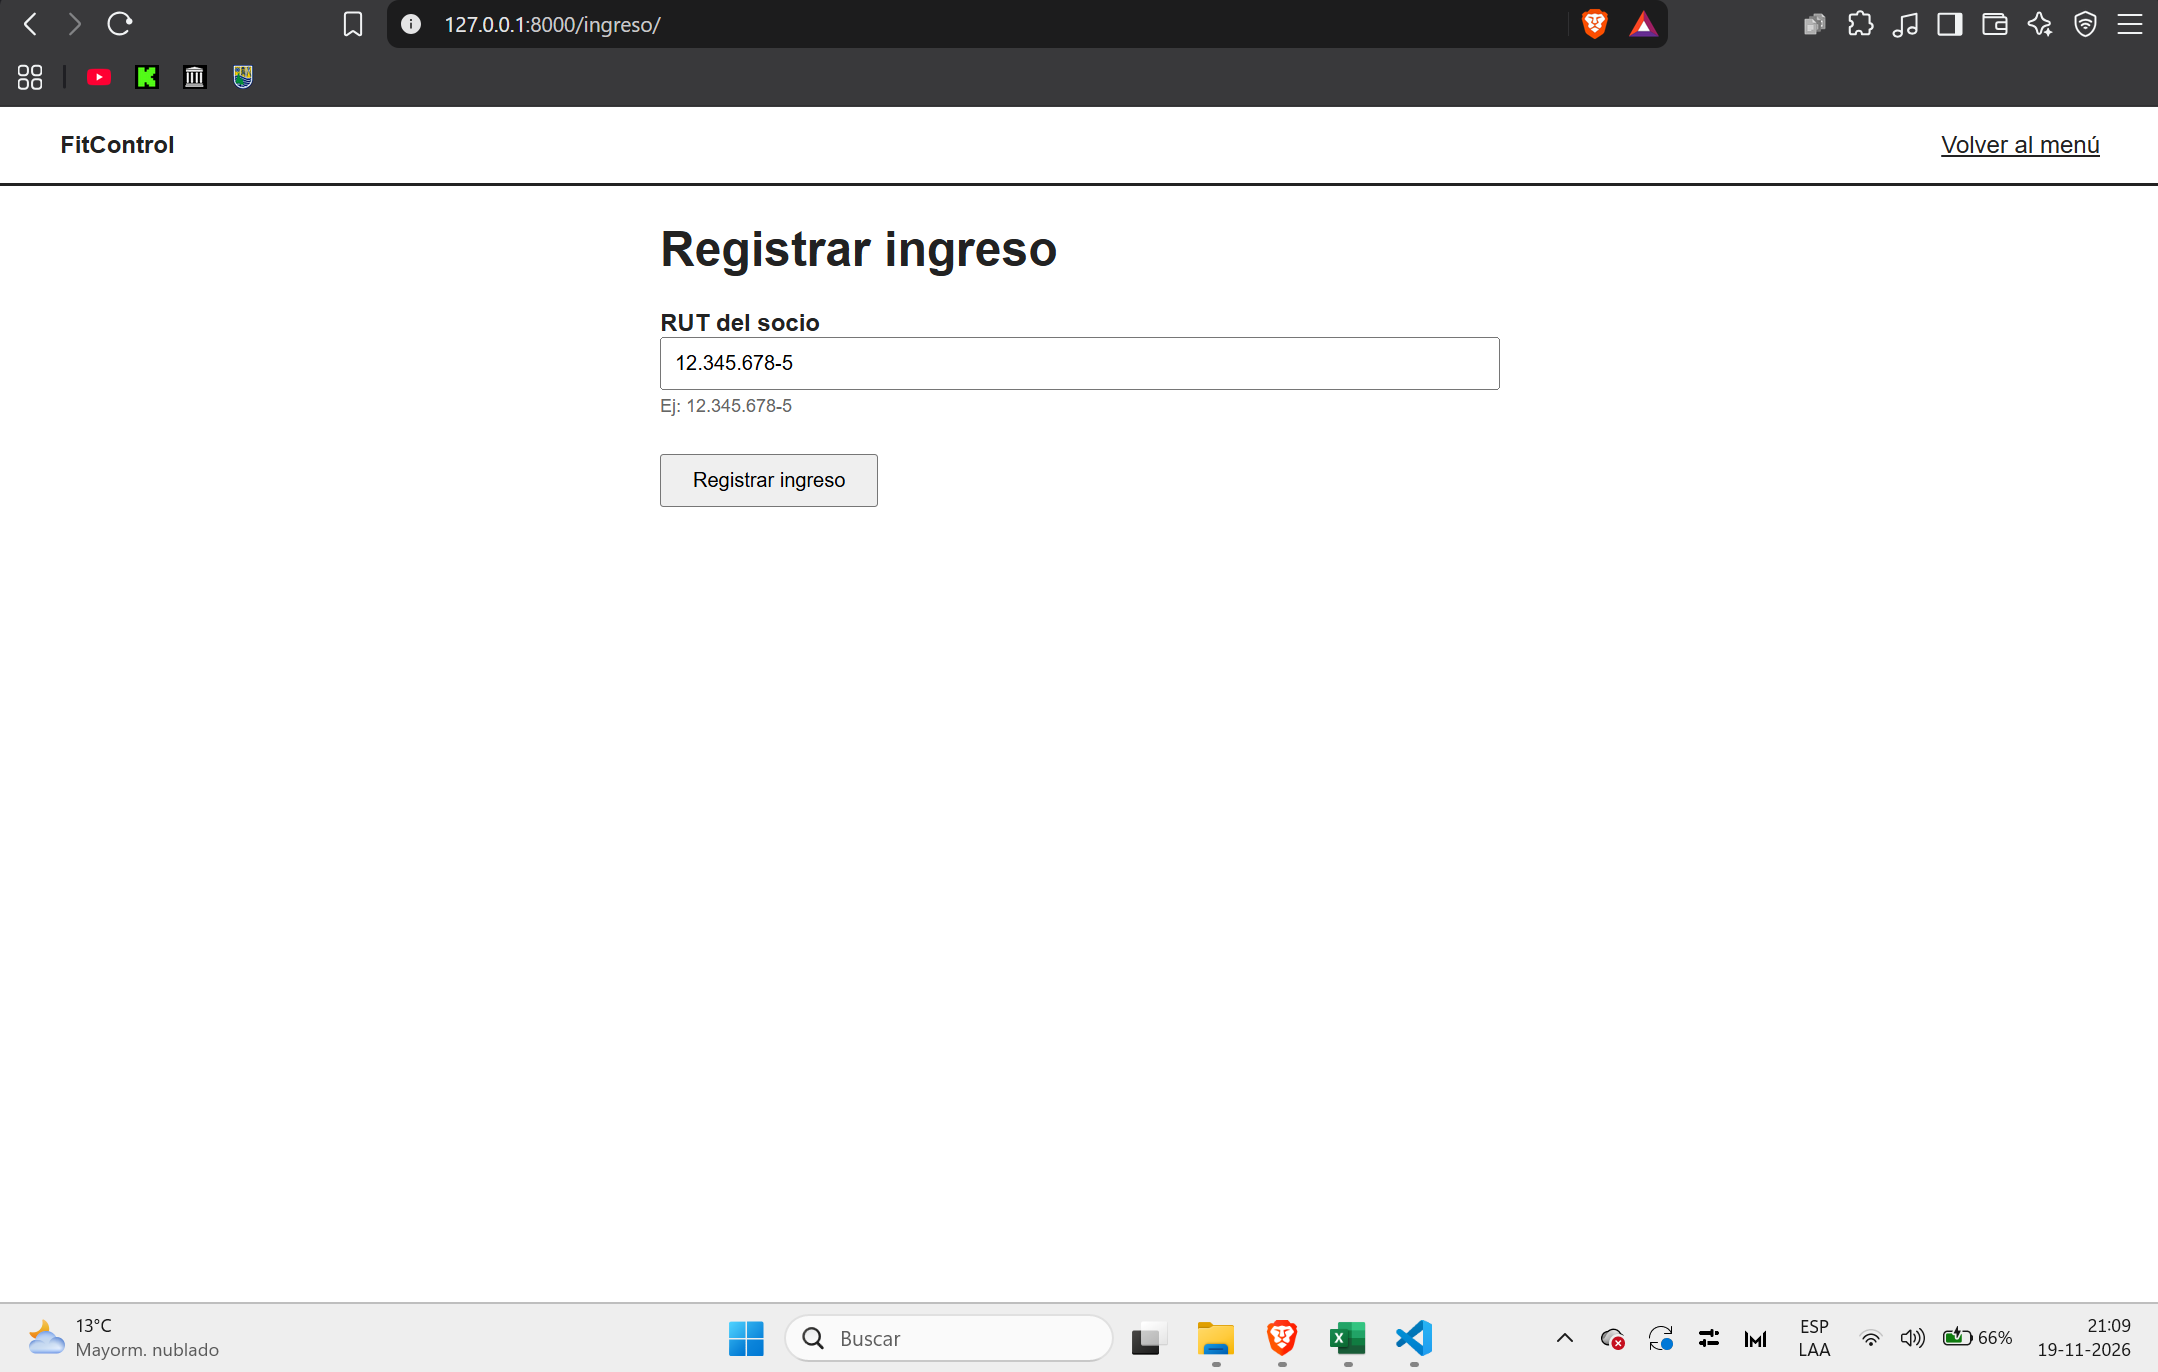 127.0.0.1:8000/ingreso/
FitControl
Volver al menú
Registrar ingreso
RUT del socio
12.345.678-5
Ej: 12.345.678-5
Registrar ingreso
13°C
Mayorm. nublado
Buscar
ESP
LAA
66%
21:09
19-11-2026